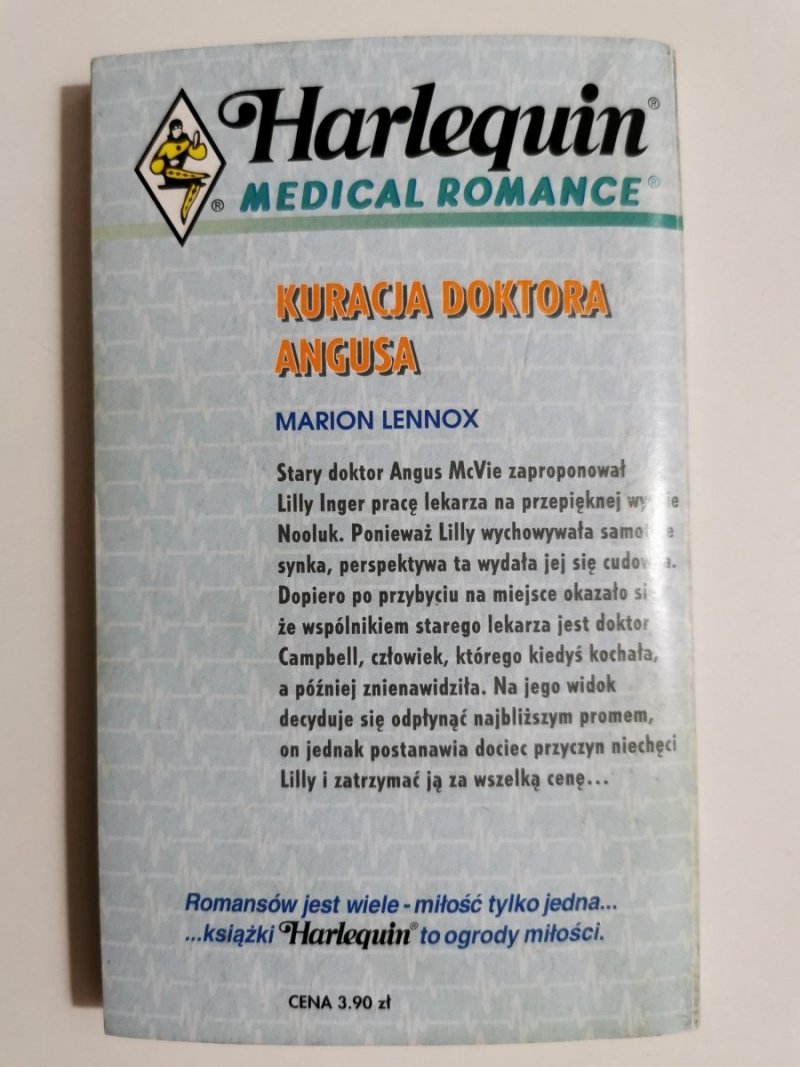 Harlequin®
® MEDICAL ROMANCE®
KURACJA DOKTORA
ANGUSA
MARION LENNOX
Stary doktor Angus McVie zaproponował
Lilly Inger pracę lekarza na przepięknej
Nooluk. Ponieważ Lilly wychowywała
synka, perspektywa ta wydała jej się
Dopiero po przybyciu na miejsce okazało
że wspólnikiem starego lekarza jest doktor
Campbell, człowiek, którego kiedyś kochała,
a później znienawidziła. Na jego widok
decyduje się odpłynąć najbliższym promem,
on jednak postanawia dociec przyczyn niechęci
Lilly i zatrzymać ją za wszelką cenę...
Romansów jest wiele - miłość tylko jedna...
...książki Harlequin® to ogrody miłości.
CENA 3.90 zł